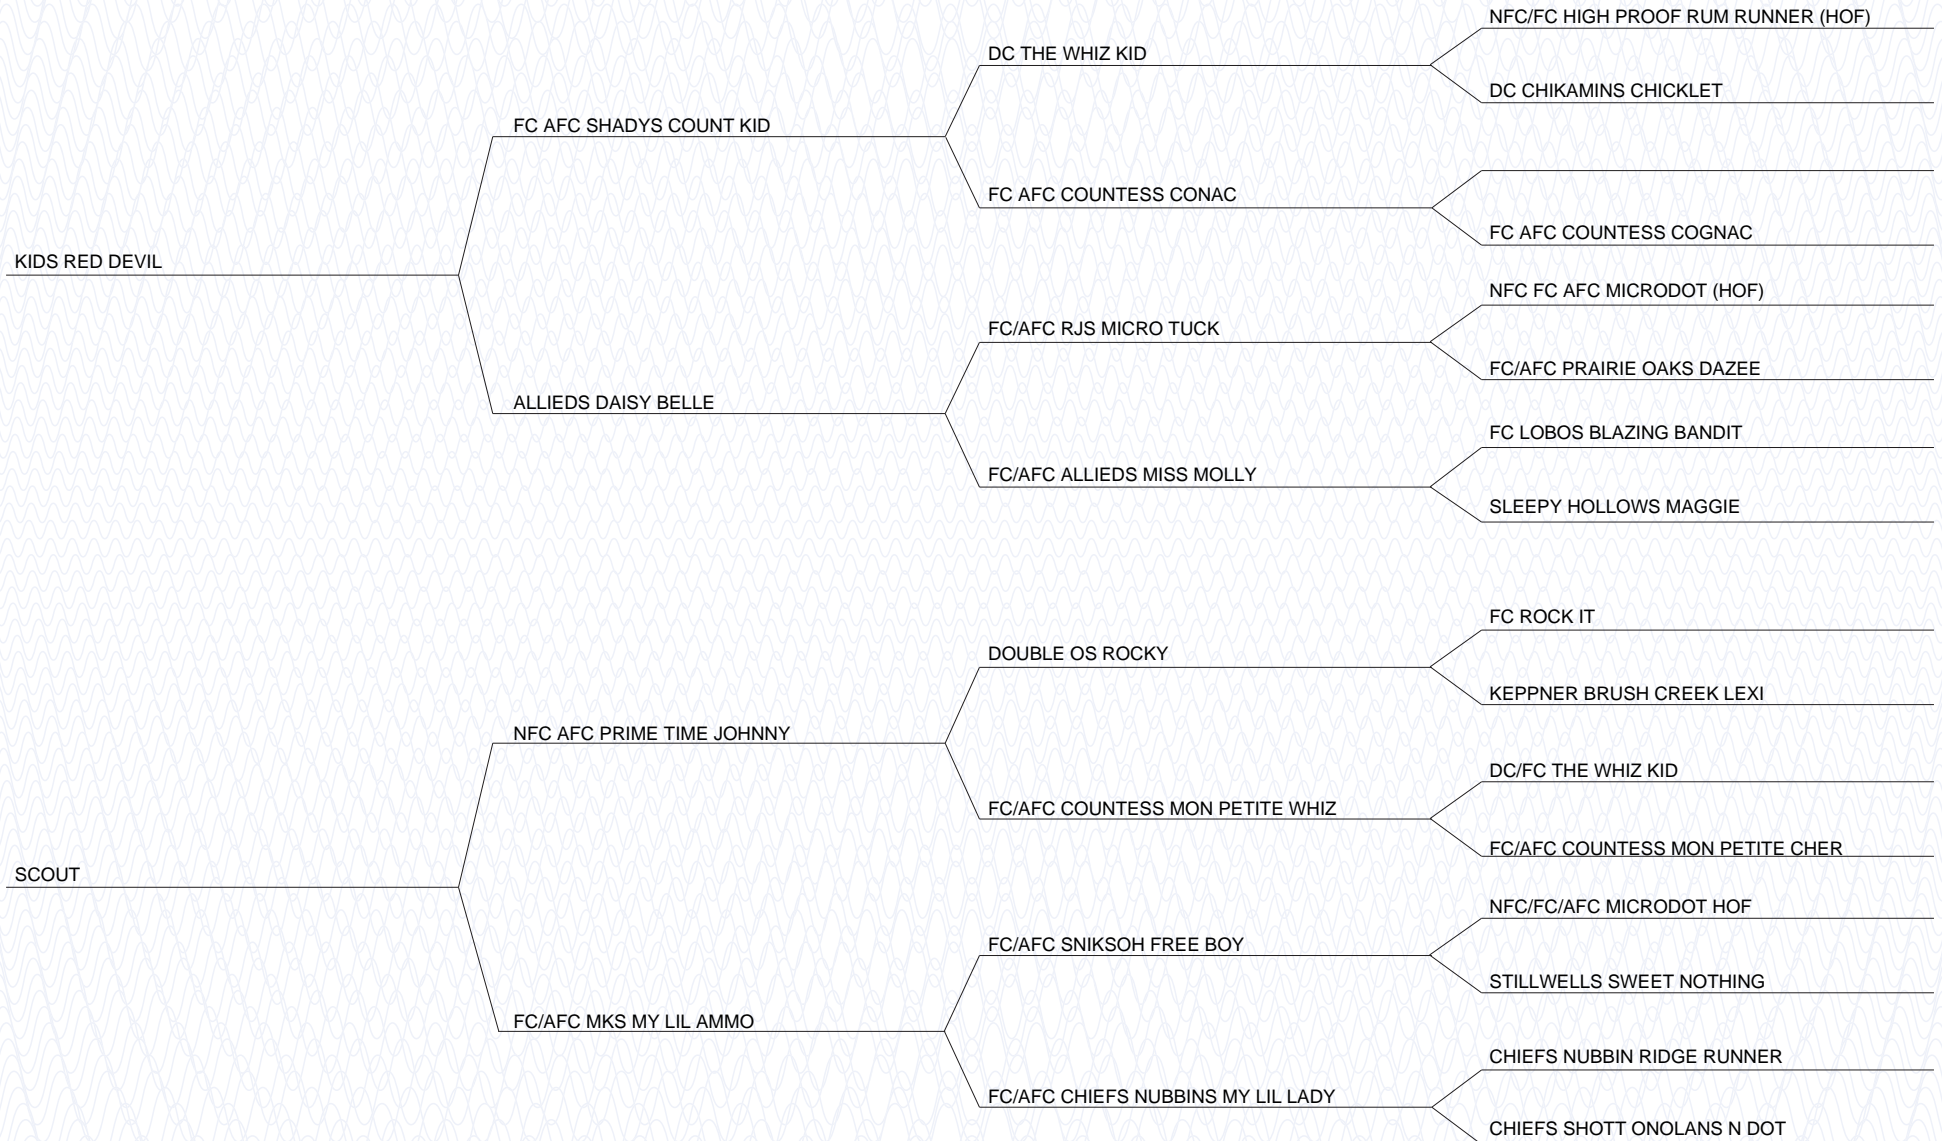 NFC/FC HIGH PROOF RUM RUNNER (HOF)
DC THE WHIZ KID
DC CHIKAMINS CHICKLET
FC AFC SHADYS COUNT KID
FC AFC COUNTESS CONAC
FC AFC COUNTESS COGNAC
KIDS RED DEVIL
NFC FC AFC MICRODOT (HOF)
FC/AFC RJS MICRO TUCK
FC/AFC PRAIRIE OAKS DAZEE
ALLIEDS DAISY BELLE
FC LOBOS BLAZING BANDIT
FC/AFC ALLIEDS MISS MOLLY
SLEEPY HOLLOWS MAGGIE
FC ROCK IT
DOUBLE OS ROCKY
KEPPNER BRUSH CREEK LEXI
NFC AFC PRIME TIME JOHNNY
DC/FC THE WHIZ KID
FC/AFC COUNTESS MON PETITE WHIZ
FC/AFC COUNTESS MON PETITE CHER
SCOUT
NFC/FC/AFC MICRODOT HOF
FC/AFC SNIKSOH FREE BOY
STILLWELLS SWEET NOTHING
FC/AFC MKS MY LIL AMMO
CHIEFS NUBBIN RIDGE RUNNER
FC/AFC CHIEFS NUBBINS MY LIL LADY
CHIEFS SHOTT ONOLANS N DOT